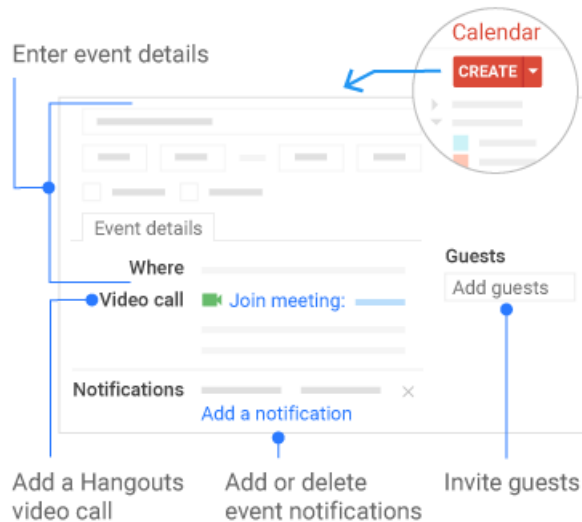 Calendar
CREATE
Enter event details
Event details
Where
Guests
Add guests
Video call
Join meeting:
Notifications
Add a notification
Add a Hangouts
video call
Add or delete
event notifications
Invite guests